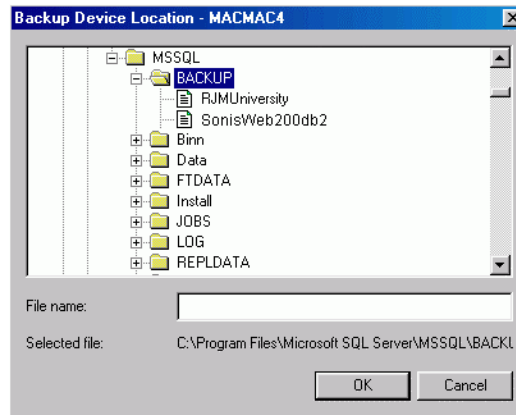 Backup Device Location - MACMAC4
MSSQL
BACKUP
RJMUniversity
SonisWeb200db2
Binn
Data
FTDATA
Install
JOBS
LOG
REPLDATA
File name:
Selected file: C:\Program Files\Microsoft SQL Server\MSSQL\BACKL
OK Cancel